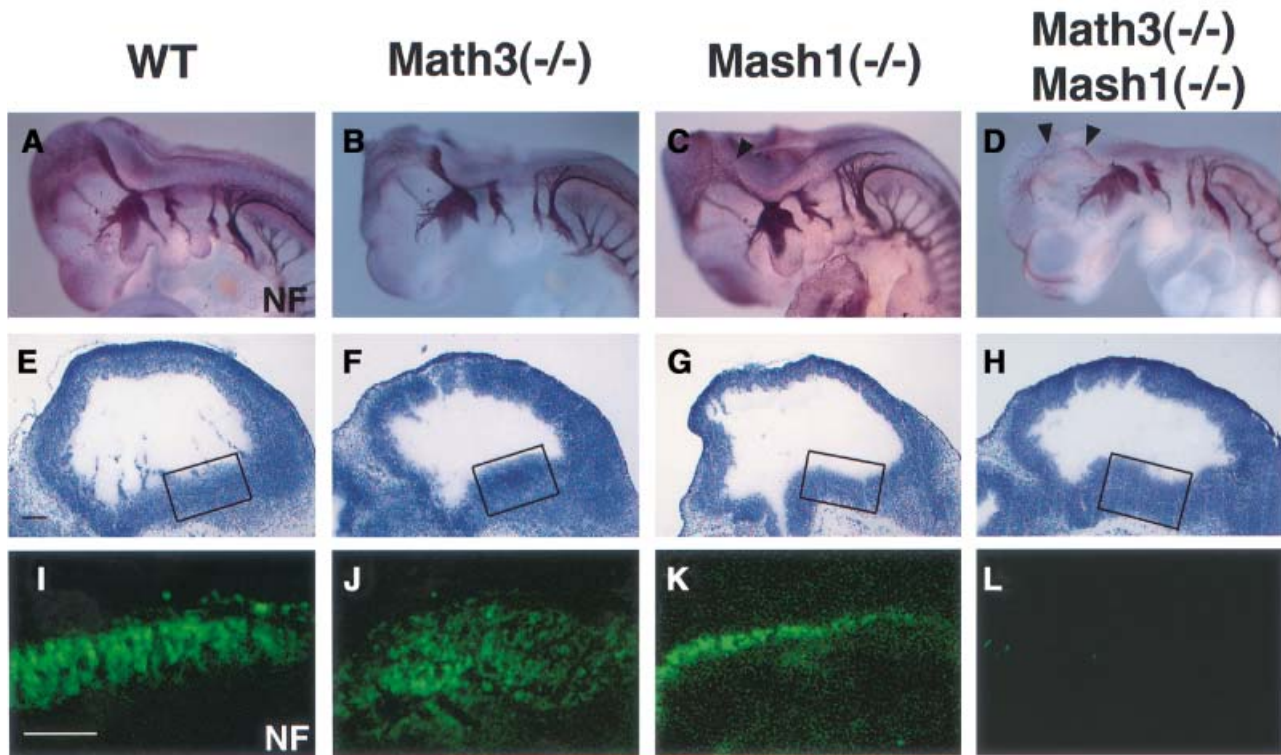 WT
Math3(-/-)
Mash1(-/-)
Math3(-/-)
Mash1(-/-)
A
NF
B
C
D
E
F
G
H
I
NF
J
K
L